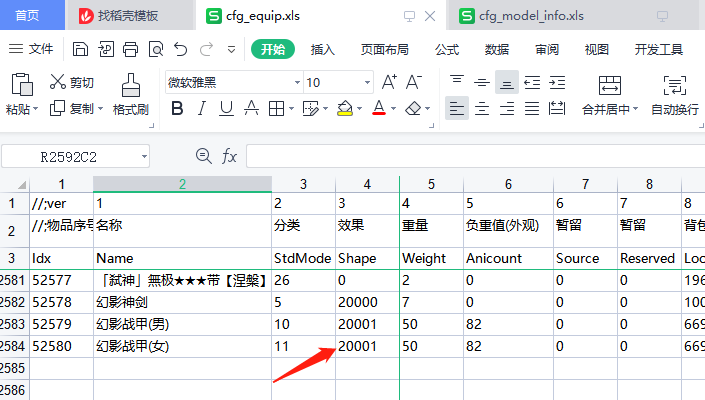 首页 找稻壳模板 cfg_equip.xls cfg_model_info.xls
文件 开始 插入 页面布局 公式 数据 审阅 视图 开发工具
粘贴 剪切 复制 格式刷 微软雅黑 10 A+ A- B I U A 合并居中 自动换行
R2592C2 fx
1 2 3 4 5 6 7 8
1 //;ver 1 2 3 4 5 6 7 8
2 //;物品序号 名称 分类 效果 重量 负重值(外观) 暂留 暂留 背包
3 Idx Name StdMode Shape Weight Anicount Source Reserved Loo
2581 52577 「弑神」無极★★★带【涅槃】 26 0 2 0 0 0 196
2582 52578 幻影神剑 5 20000 7 0 0 0 100
2583 52579 幻影战甲(男) 10 20001 50 82 0 0 669
2584 52580 幻影战甲(女) 11 20001 50 82 0 0 669
2585
2586